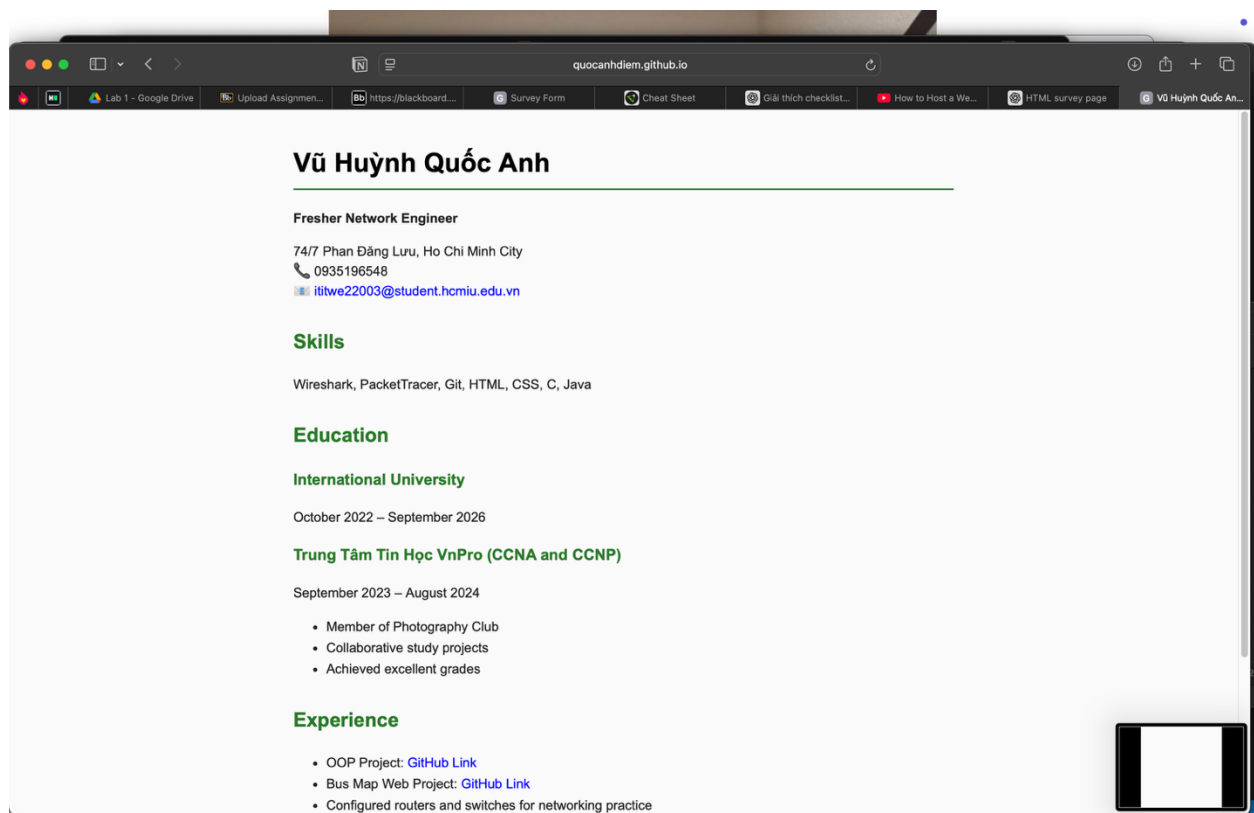 quocanhdiem.github.io
Lab 1 - Google Drive
Upload Assignmen...
Bb https://blackboard....
G Survey Form
Cheat Sheet
Giải thích checklist...
How to Host a We...
HTML survey page
G Vũ Huỳnh Quốc An...
Vũ Huỳnh Quốc Anh
Fresher Network Engineer
74/7 Phan Đăng Lưu, Ho Chi Minh City
0935196548
ititwe22003@student.hcmiu.edu.vn
Skills
Wireshark, PacketTracer, Git, HTML, CSS, C, Java
Education
International University
October 2022 – September 2026
Trung Tâm Tin Học VnPro (CCNA and CCNP)
September 2023 – August 2024
• Member of Photography Club
• Collaborative study projects
• Achieved excellent grades
Experience
• OOP Project: GitHub Link
• Bus Map Web Project: GitHub Link
• Configured routers and switches for networking practice